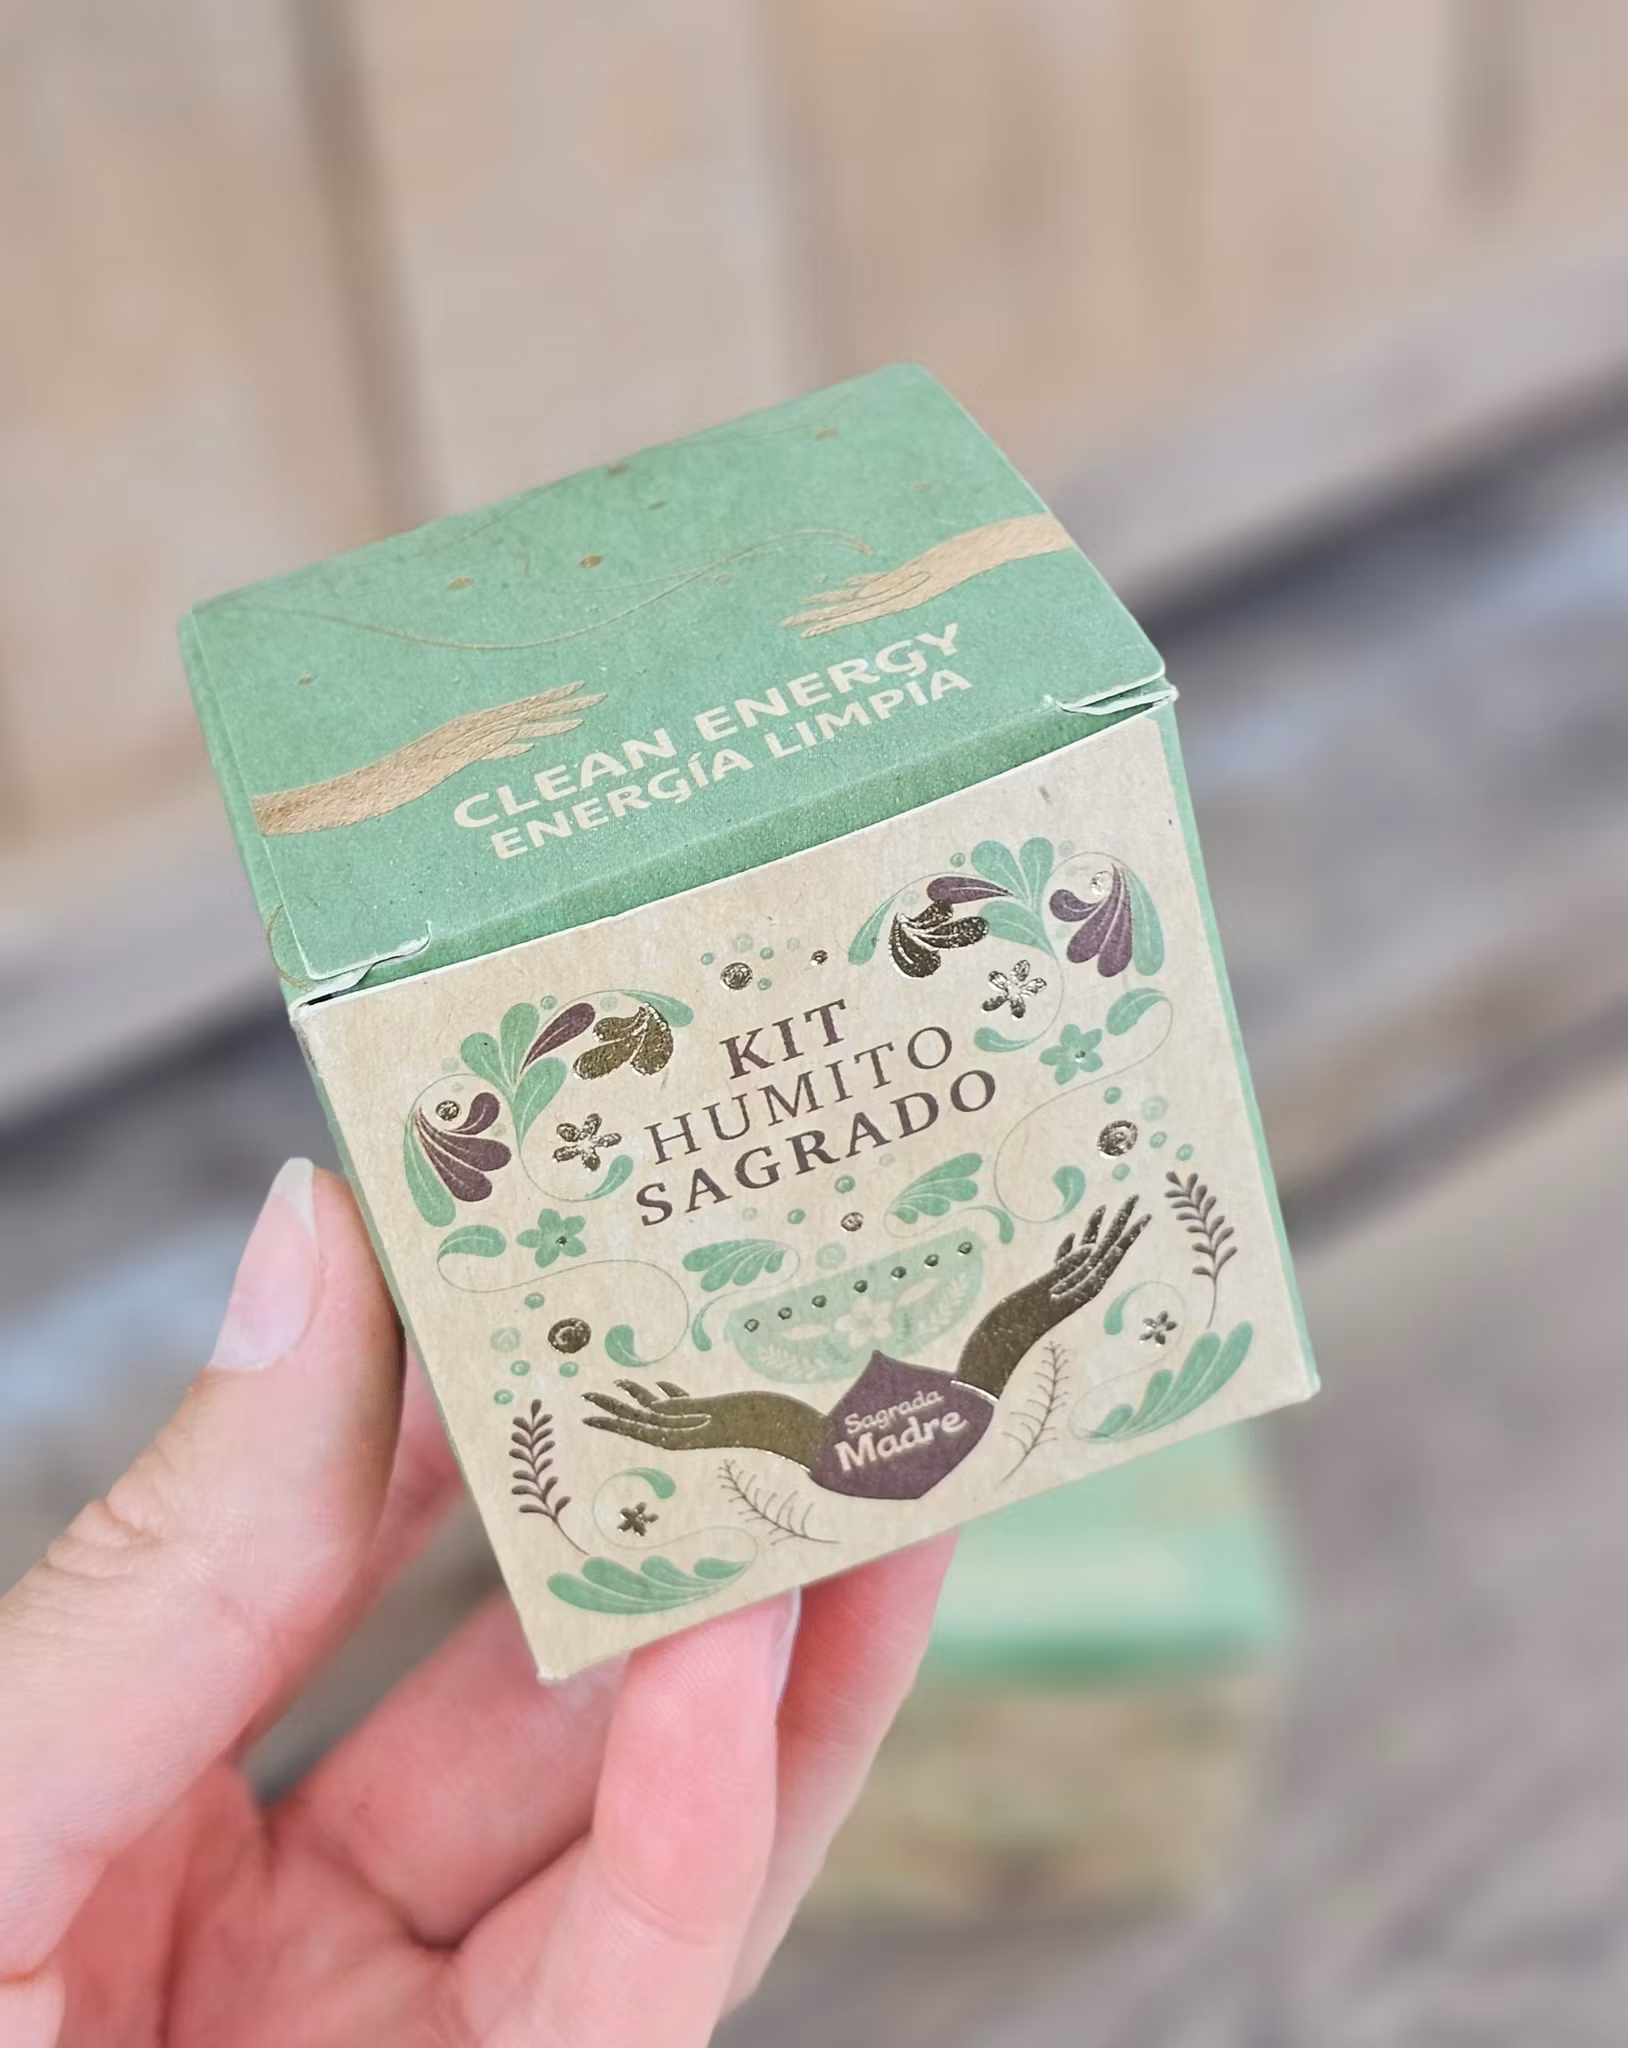 CLEAN ENERGY
ENERGÍA LIMPIA
KIT
HUMITO
SAGRADO
Sagrada
Madre